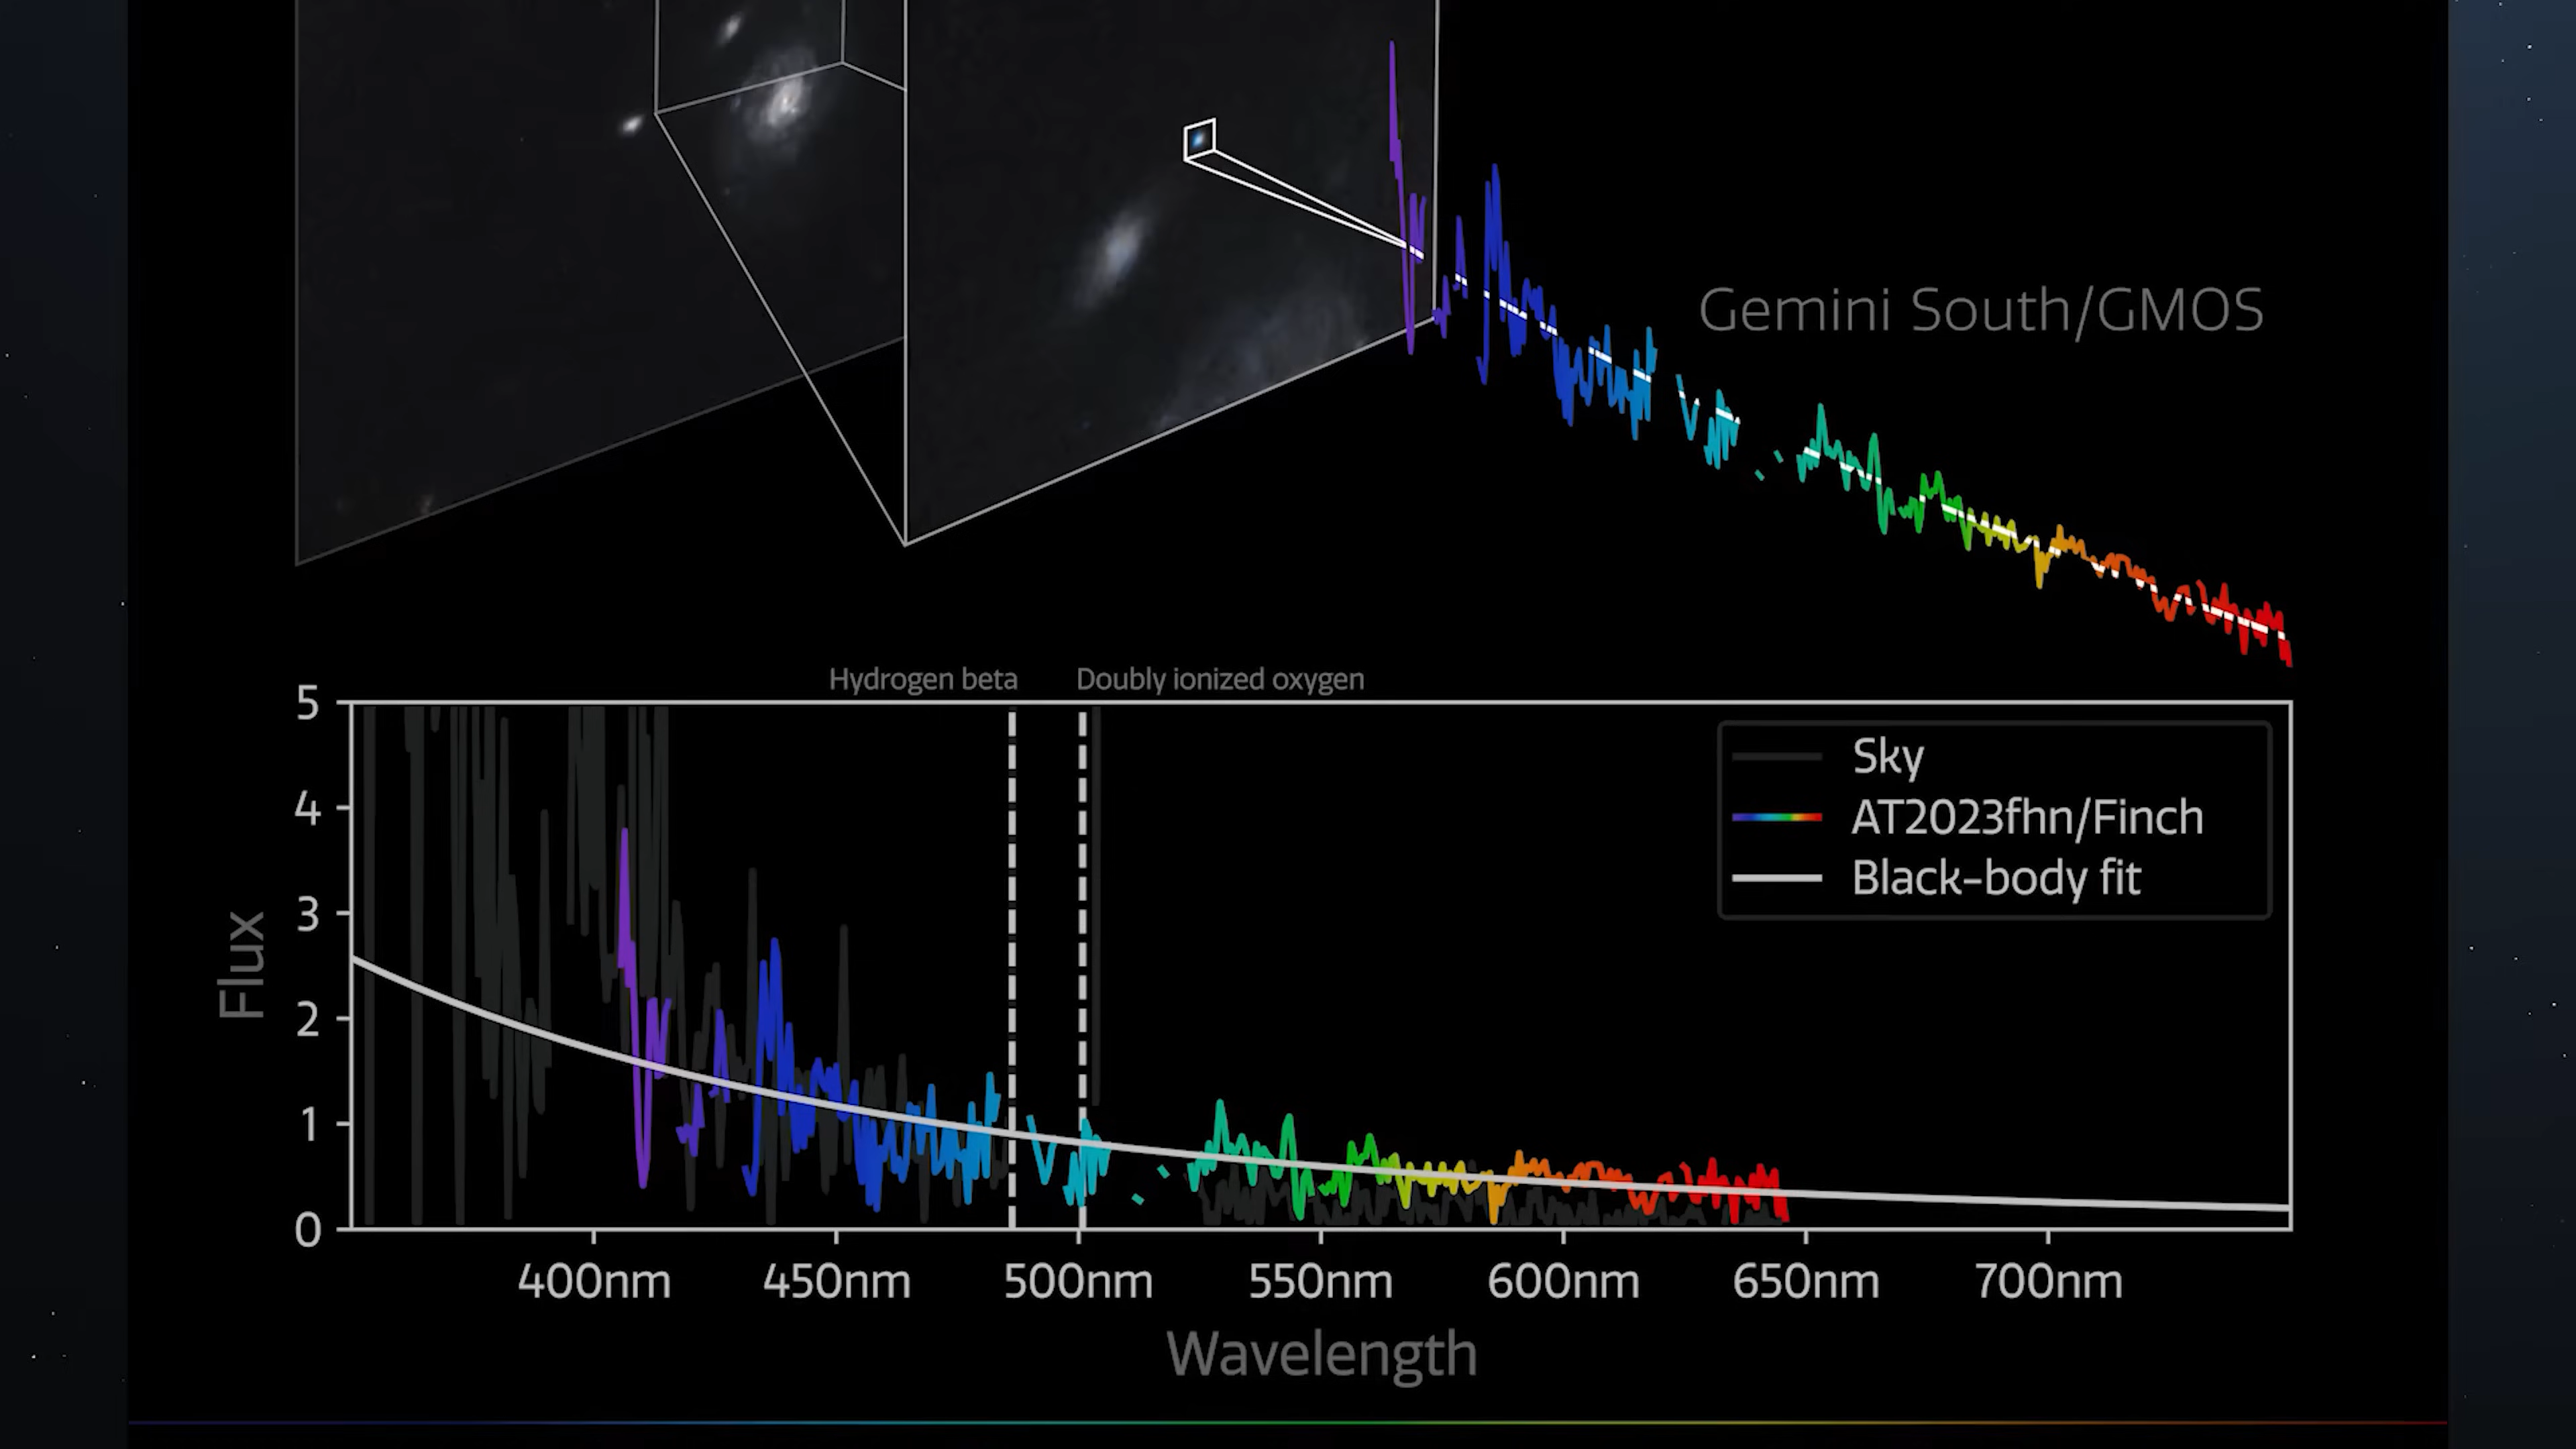 Gemini South/GMOS
Hydrogen beta
Doubly ionized oxygen
5
4
3
2
1
0
Flux
Sky
AT2023fhn/Finch
Black-body fit
400nm
450nm
500nm
550nm
600nm
650nm
700nm
Wavelength